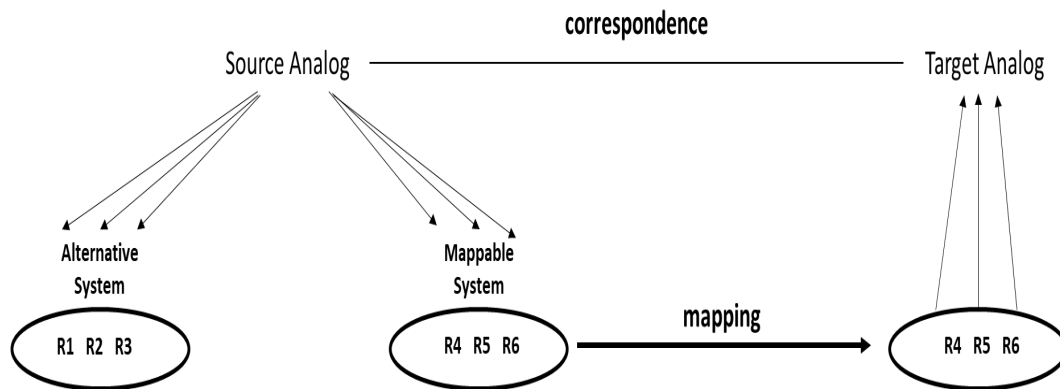 correspondence
Source Analog
Target Analog
Alternative
System
Mappable
System
R1 R2 R3
R4 R5 R6
mapping
R4 R5 R6